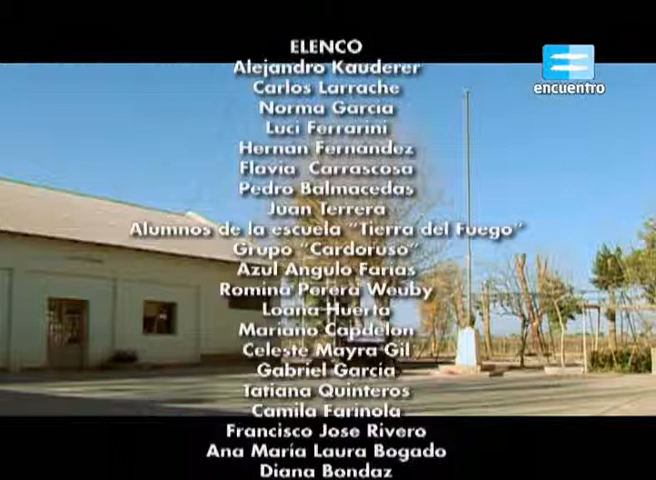 ELENCO
encuentro
Alejandro Kauderer
Carlos Larrache
Norma Garcia
Luci Ferrarini
Hernan Fernandez
Flavia Carrascosa
Pedro Balmacedas
Juan Terrera
Alumnos de la escuela "Tierra del Fuego"
Grupo "Cardoruso"
Azul Angulo Farias
Romina Perera Weuby
Loana Huerta
Mariano Capdelon
Celeste Mayra Gil
Gabriel Garcia
Tatiana Quinteros
Camila Farinola
Francisco Jose Rivero
Ana María Laura Bogado
Diana Bondaz